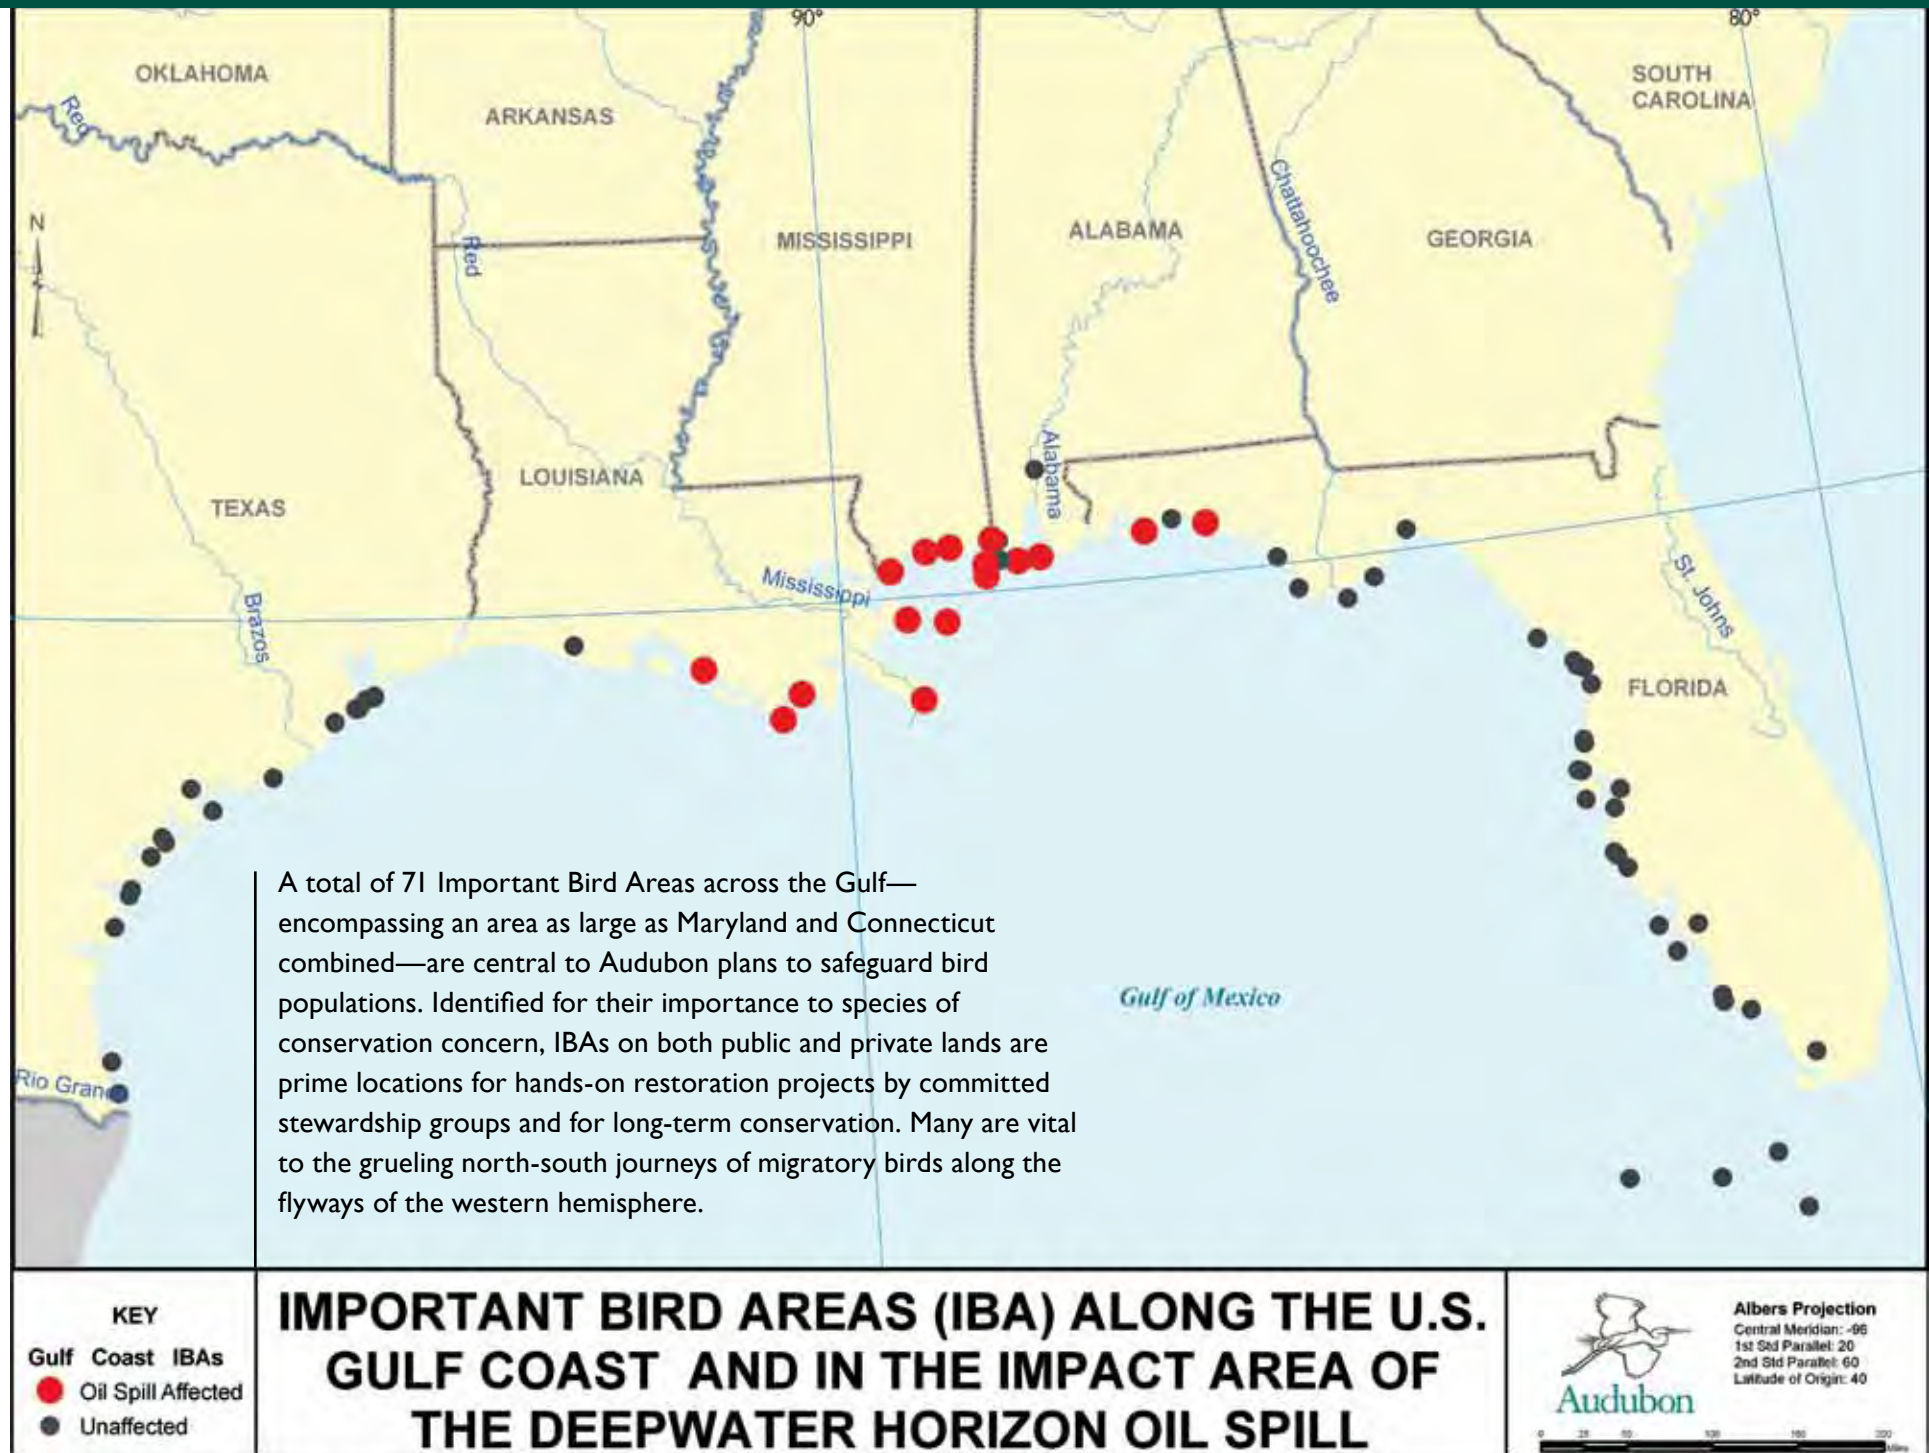 90°
80°
OKLAHOMA
ARKANSAS
SOUTH
CAROLINA
Red
N
Red
MISSISSIPPI
ALABAMA
Chattahoochee
GEORGIA
TEXAS
LOUISIANA
Alabama
Brazos
Mississippi
St. Johns
FLORIDA
A total of 71 Important Bird Areas across the Gulf—
encompassing an area as large as Maryland and Connecticut
combined—are central to Audubon plans to safeguard bird
populations. Identified for their importance to species of
conservation concern, IBAs on both public and private lands are
prime locations for hands-on restoration projects by committed
stewardship groups and for long-term conservation. Many are vital
to the grueling north-south journeys of migratory birds along the
flyways of the western hemisphere.
Gulf of Mexico
Rio Grande
KEY
Gulf Coast IBAs
Oil Spill Affected
Unaffected
IMPORTANT BIRD AREAS (IBA) ALONG THE U.S.
GULF COAST AND IN THE IMPACT AREA OF
THE DEEPWATER HORIZON OIL SPILL
Audubon
Albers Projection
Central Meridian: -96
1st Std Parallel: 20
2nd Std Parallel: 60
Latitude of Origin: 40